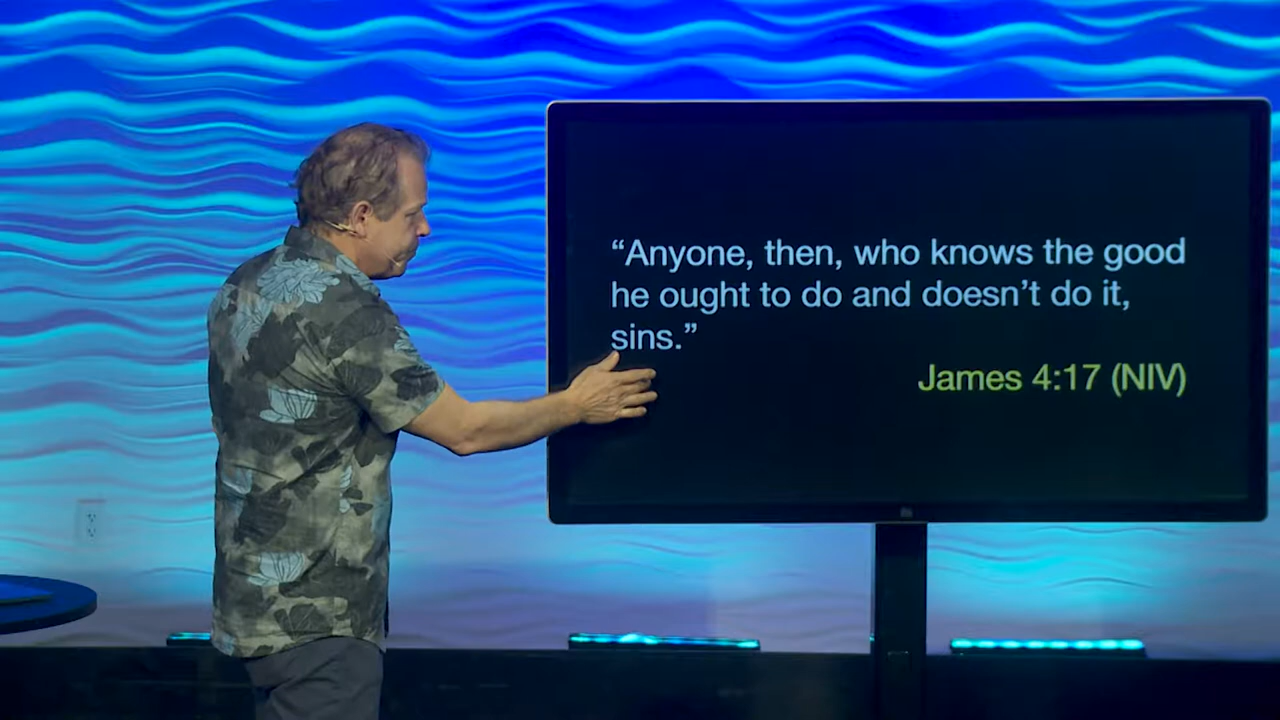 “Anyone, then, who knows the good
he ought to do and doesn’t do it,
sins.”
James 4:17 (NIV)